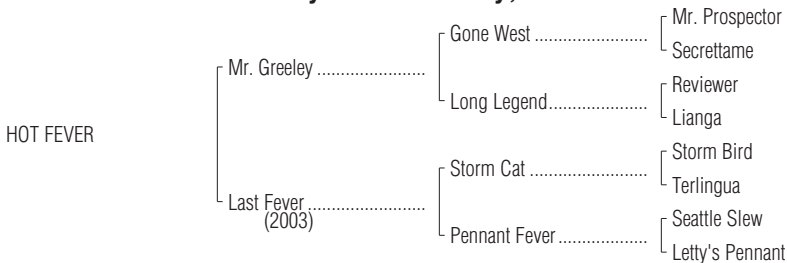 Mr. Prospector
Gone West ........................
Secrettame
Mr. Greeley .......................
Reviewer
Long Legend.....................
Lianga
HOT FEVER
Storm Bird
Storm Cat .........................
Terlingua
Last Fever .........................
(2003)
Seattle Slew
Pennant Fever...................
Letty's Pennant